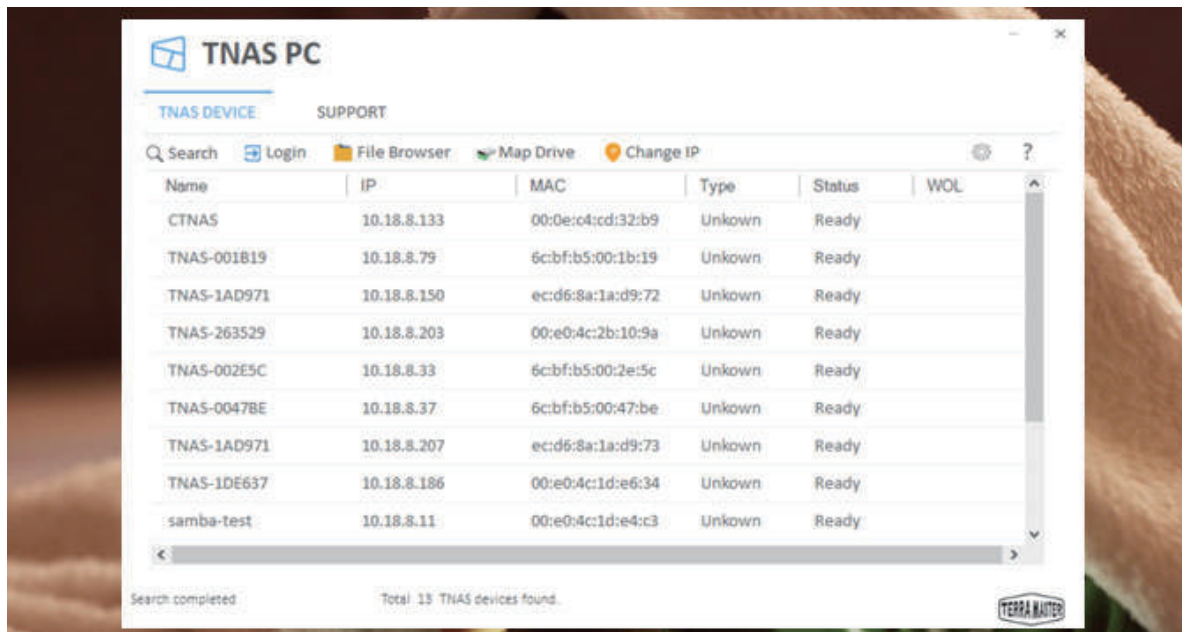 TNAS PC
TNAS DEVICE SUPPORT
Search Login File Browser Map Drive Change IP ?
Name IP MAC Type Status WOL
CTNAS 10.18.8.133 00:0e:c4:cd:32:b9 Unkown Ready
TNAS-001B19 10.18.8.79 6c:bf:b5:00:1b:19 Unkown Ready
TNAS-1AD971 10.18.8.150 ec:d6:8a:1a:d9:72 Unkown Ready
TNAS-263529 10.18.8.203 00:e0:4c:2b:10:9a Unkown Ready
TNAS-002E5C 10.18.8.33 6c:bf:b5:00:2e:5c Unkown Ready
TNAS-0047BE 10.18.8.37 6c:bf:b5:00:47:be Unkown Ready
TNAS-1AD971 10.18.8.207 ec:d6:8a:1a:d9:73 Unkown Ready
TNAS-1DE637 10.18.8.186 00:e0:4c:1d:e6:34 Unkown Ready
samba-test 10.18.8.11 00:e0:4c:1d:e4:c3 Unkown Ready
Search completed Total 13 TNAS devices found.
TERRA MASTER